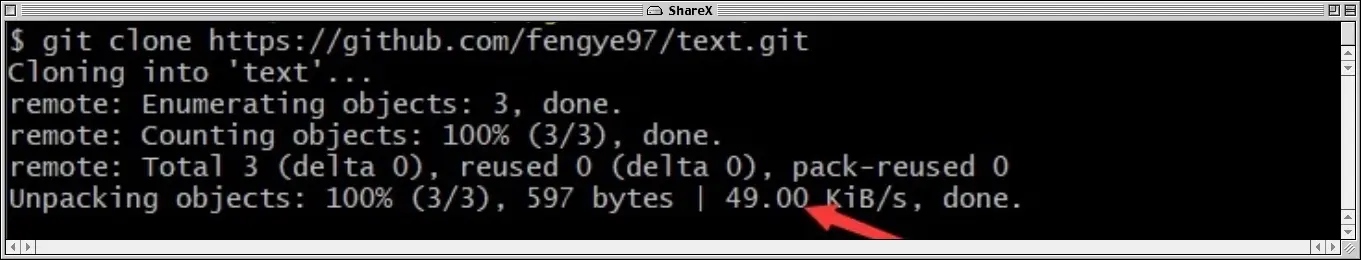 ShareX
$ git clone https://github.com/fengye97/text.git
Cloning into 'text'...
remote: Enumerating objects: 3, done.
remote: Counting objects: 100% (3/3), done.
remote: Total 3 (delta 0), reused 0 (delta 0), pack-reused 0
Unpacking objects: 100% (3/3), 597 bytes | 49.00 KiB/s, done.